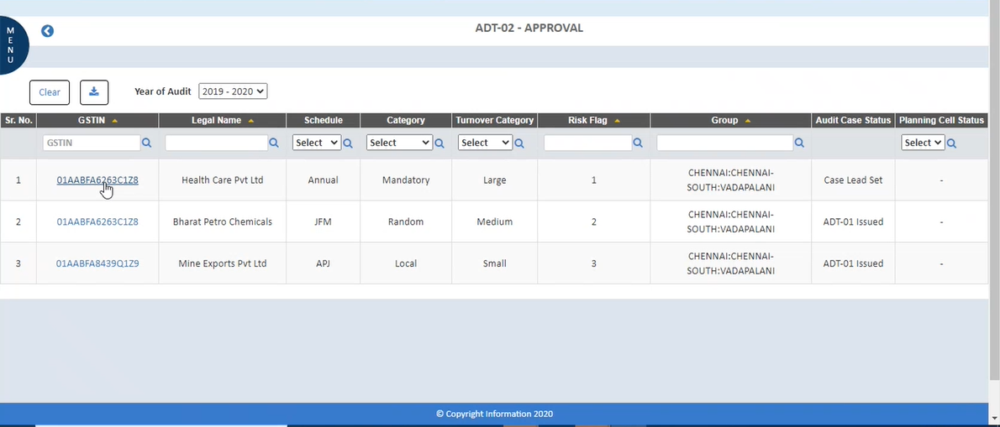 M
E
N
U
ADT-02 - APPROVAL
Clear
Year of Audit 2019 - 2020
Sr. No. GSTIN Legal Name Schedule Category Turnover Category Risk Flag Group Audit Case Status Planning Cell Status
GSTIN Select Select Select Select
1 01AABFA6263C1Z8 Health Care Pvt Ltd Annual Mandatory Large 1 CHENNAI:CHENNAI-
SOUTH:VADAPALANI Case Lead Set -
2 01AABFA6263C1Z8 Bharat Petro Chemicals JFM Random Medium 2 CHENNAI:CHENNAI-
SOUTH:VADAPALANI ADT-01 Issued -
3 01AABFA8439Q1Z9 Mine Exports Pvt Ltd APJ Local Small 3 CHENNAI:CHENNAI-
SOUTH:VADAPALANI ADT-01 Issued -
© Copyright Information 2020